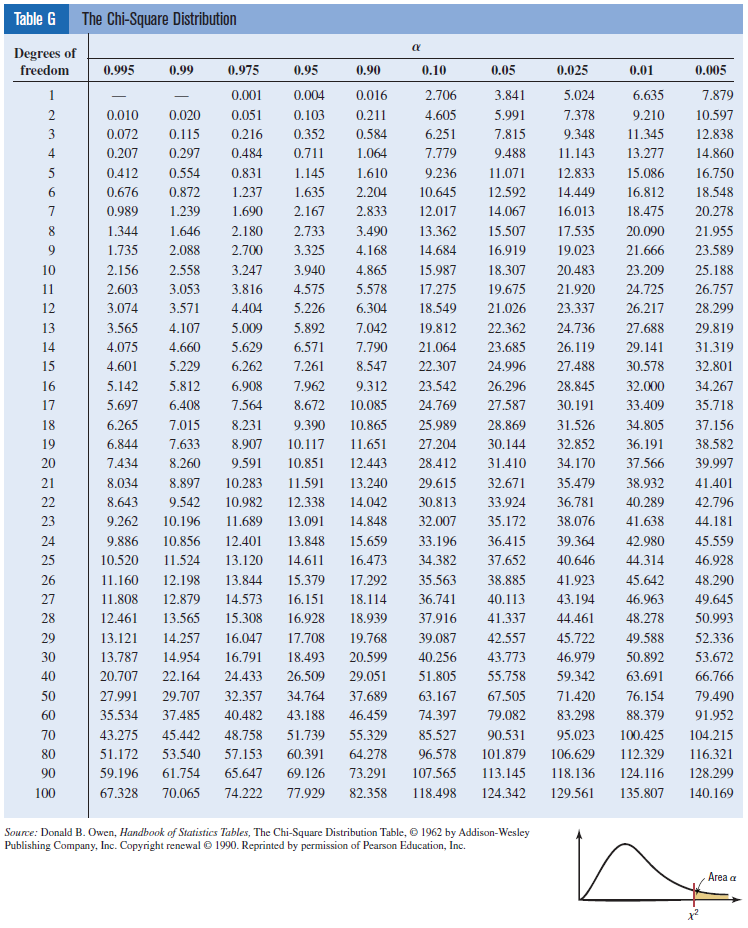 Table G The Chi-Square Distribution
Degrees of freedom α
0.995 0.99 0.975 0.95 0.90 0.10 0.05 0.025 0.01 0.005
1 — — 0.001 0.004 0.016 2.706 3.841 5.024 6.635 7.879
2 0.010 0.020 0.051 0.103 0.211 4.605 5.991 7.378 9.210 10.597
3 0.072 0.115 0.216 0.352 0.584 6.251 7.815 9.348 11.345 12.838
4 0.207 0.297 0.484 0.711 1.064 7.779 9.488 11.143 13.277 14.860
5 0.412 0.554 0.831 1.145 1.610 9.236 11.071 12.833 15.086 16.750
6 0.676 0.872 1.237 1.635 2.204 10.645 12.592 14.449 16.812 18.548
7 0.989 1.239 1.690 2.167 2.833 12.017 14.067 16.013 18.475 20.278
8 1.344 1.646 2.180 2.733 3.490 13.362 15.507 17.535 20.090 21.955
9 1.735 2.088 2.700 3.325 4.168 14.684 16.919 19.023 21.666 23.589
10 2.156 2.558 3.247 3.940 4.865 15.987 18.307 20.483 23.209 25.188
11 2.603 3.053 3.816 4.575 5.578 17.275 19.675 21.920 24.725 26.757
12 3.074 3.571 4.404 5.226 6.304 18.549 21.026 23.337 26.217 28.299
13 3.565 4.107 5.009 5.892 7.042 19.812 22.362 24.736 27.688 29.819
14 4.075 4.660 5.629 6.571 7.790 21.064 23.685 26.119 29.141 31.319
15 4.601 5.229 6.262 7.261 8.547 22.307 24.996 27.488 30.578 32.801
16 5.142 5.812 6.908 7.962 9.312 23.542 26.296 28.845 32.000 34.267
17 5.697 6.408 7.564 8.672 10.085 24.769 27.587 30.191 33.409 35.718
18 6.265 7.015 8.231 9.390 10.865 25.989 28.869 31.526 34.805 37.156
19 6.844 7.633 8.907 10.117 11.651 27.204 30.144 32.852 36.191 38.582
20 7.434 8.260 9.591 10.851 12.443 28.412 31.410 34.170 37.566 39.997
21 8.034 8.897 10.283 11.591 13.240 29.615 32.671 35.479 38.932 41.401
22 8.643 9.542 10.982 12.338 14.042 30.813 33.924 36.781 40.289 42.796
23 9.262 10.196 11.689 13.091 14.848 32.007 35.172 38.076 41.638 44.181
24 9.886 10.856 12.401 13.848 15.659 33.196 36.415 39.364 42.980 45.559
25 10.520 11.524 13.120 14.611 16.473 34.382 37.652 40.646 44.314 46.928
26 11.160 12.198 13.844 15.379 17.292 35.563 38.885 41.923 45.642 48.290
27 11.808 12.879 14.573 16.151 18.114 36.741 40.113 43.194 46.963 49.645
28 12.461 13.565 15.308 16.928 18.939 37.916 41.337 44.461 48.278 50.993
29 13.121 14.257 16.047 17.708 19.768 39.087 42.557 45.722 49.588 52.336
30 13.787 14.954 16.791 18.493 20.599 40.256 43.773 46.979 50.892 53.672
40 20.707 22.164 24.433 26.509 29.051 51.805 55.758 59.342 63.691 66.766
50 27.991 29.707 32.357 34.764 37.689 63.167 67.505 71.420 76.154 79.490
60 35.534 37.485 40.482 43.188 46.459 74.397 79.082 83.298 88.379 91.952
70 43.275 45.442 48.758 51.739 55.329 85.527 90.531 95.023 100.425 104.215
80 51.172 53.540 57.153 60.391 64.278 96.578 101.879 106.629 112.329 116.321
90 59.196 61.754 65.647 69.126 73.291 107.565 113.145 118.136 124.116 128.299
100 67.328 70.065 74.222 77.929 82.358 118.498 124.342 129.561 135.807 140.169
Source: Donald B. Owen, Handbook of Statistics Tables, The Chi-Square Distribution Table, © 1962 by Addison-Wesley
Publishing Company, Inc. Copyright renewal © 1990. Reprinted by permission of Pearson Education, Inc.
Area α
χ²